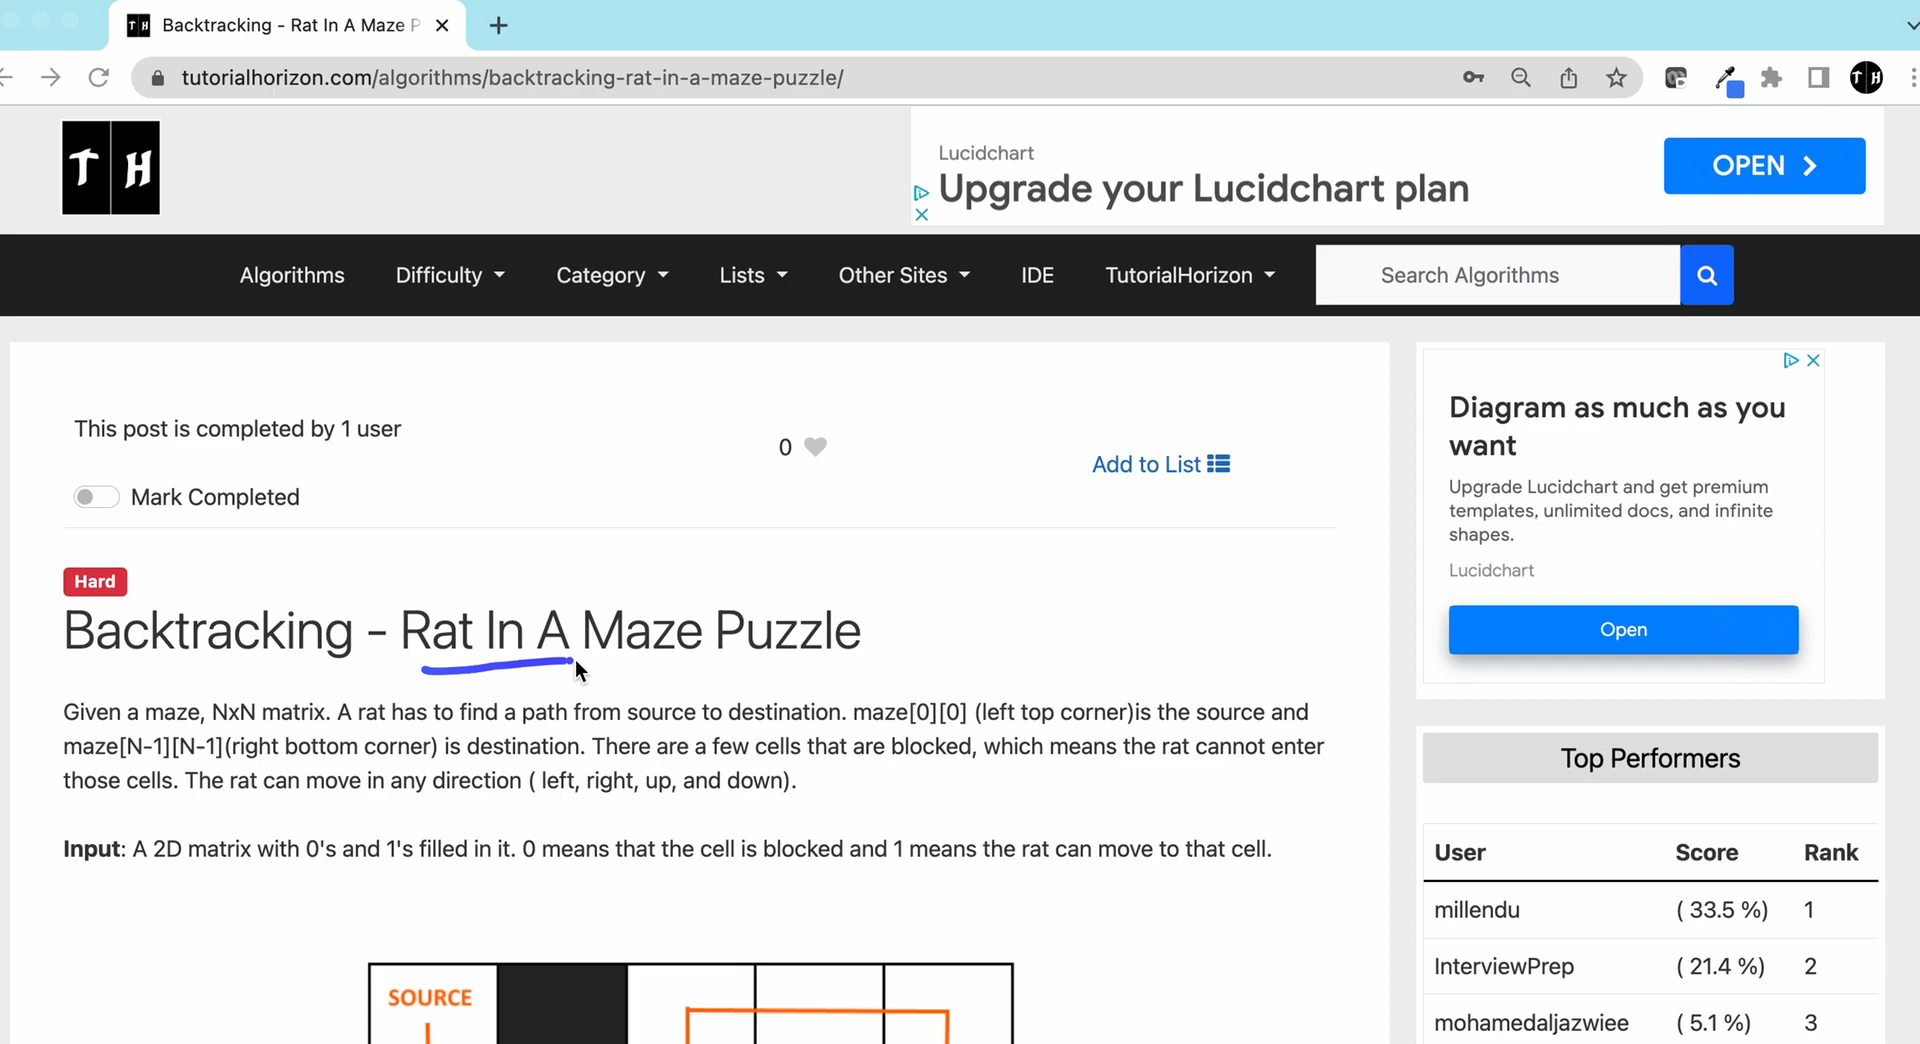 TH Backtracking - Rat In A Maze P
tutorialhorizon.com/algorithms/backtracking-rat-in-a-maze-puzzle/
TH
T H
Lucidchart
Upgrade your Lucidchart plan
OPEN
Algorithms Difficulty Category Lists Other Sites IDE TutorialHorizon Search Algorithms
This post is completed by 1 user
0
Add to List
Mark Completed
Hard
Backtracking - Rat In A Maze Puzzle
Given a maze, NxN matrix. A rat has to find a path from source to destination. maze[0][0] (left top corner)is the source and
maze[N-1][N-1](right bottom corner) is destination. There are a few cells that are blocked, which means the rat cannot enter
those cells. The rat can move in any direction ( left, right, up, and down).
Input: A 2D matrix with 0's and 1's filled in it. 0 means that the cell is blocked and 1 means the rat can move to that cell.
SOURCE
Diagram as much as you
want
Upgrade Lucidchart and get premium
templates, unlimited docs, and infinite
shapes.
Lucidchart
Open
Top Performers
User Score Rank
millendu ( 33.5 %) 1
InterviewPrep ( 21.4 %) 2
mohamedaljazwiee ( 5.1 %) 3